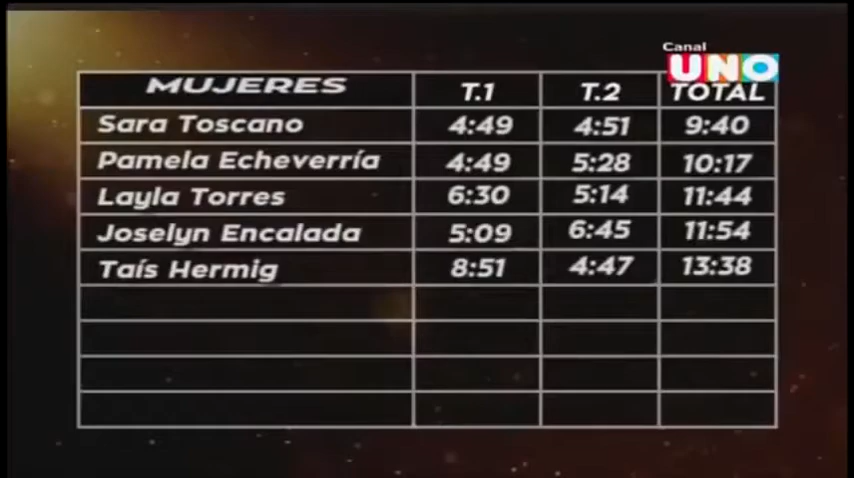 Canal
UNO
MUJERES T.1 T.2 TOTAL
Sara Toscano 4:49 4:51 9:40
Pamela Echeverría 4:49 5:28 10:17
Layla Torres 6:30 5:14 11:44
Joselyn Encalada 5:09 6:45 11:54
Taís Hermig 8:51 4:47 13:38